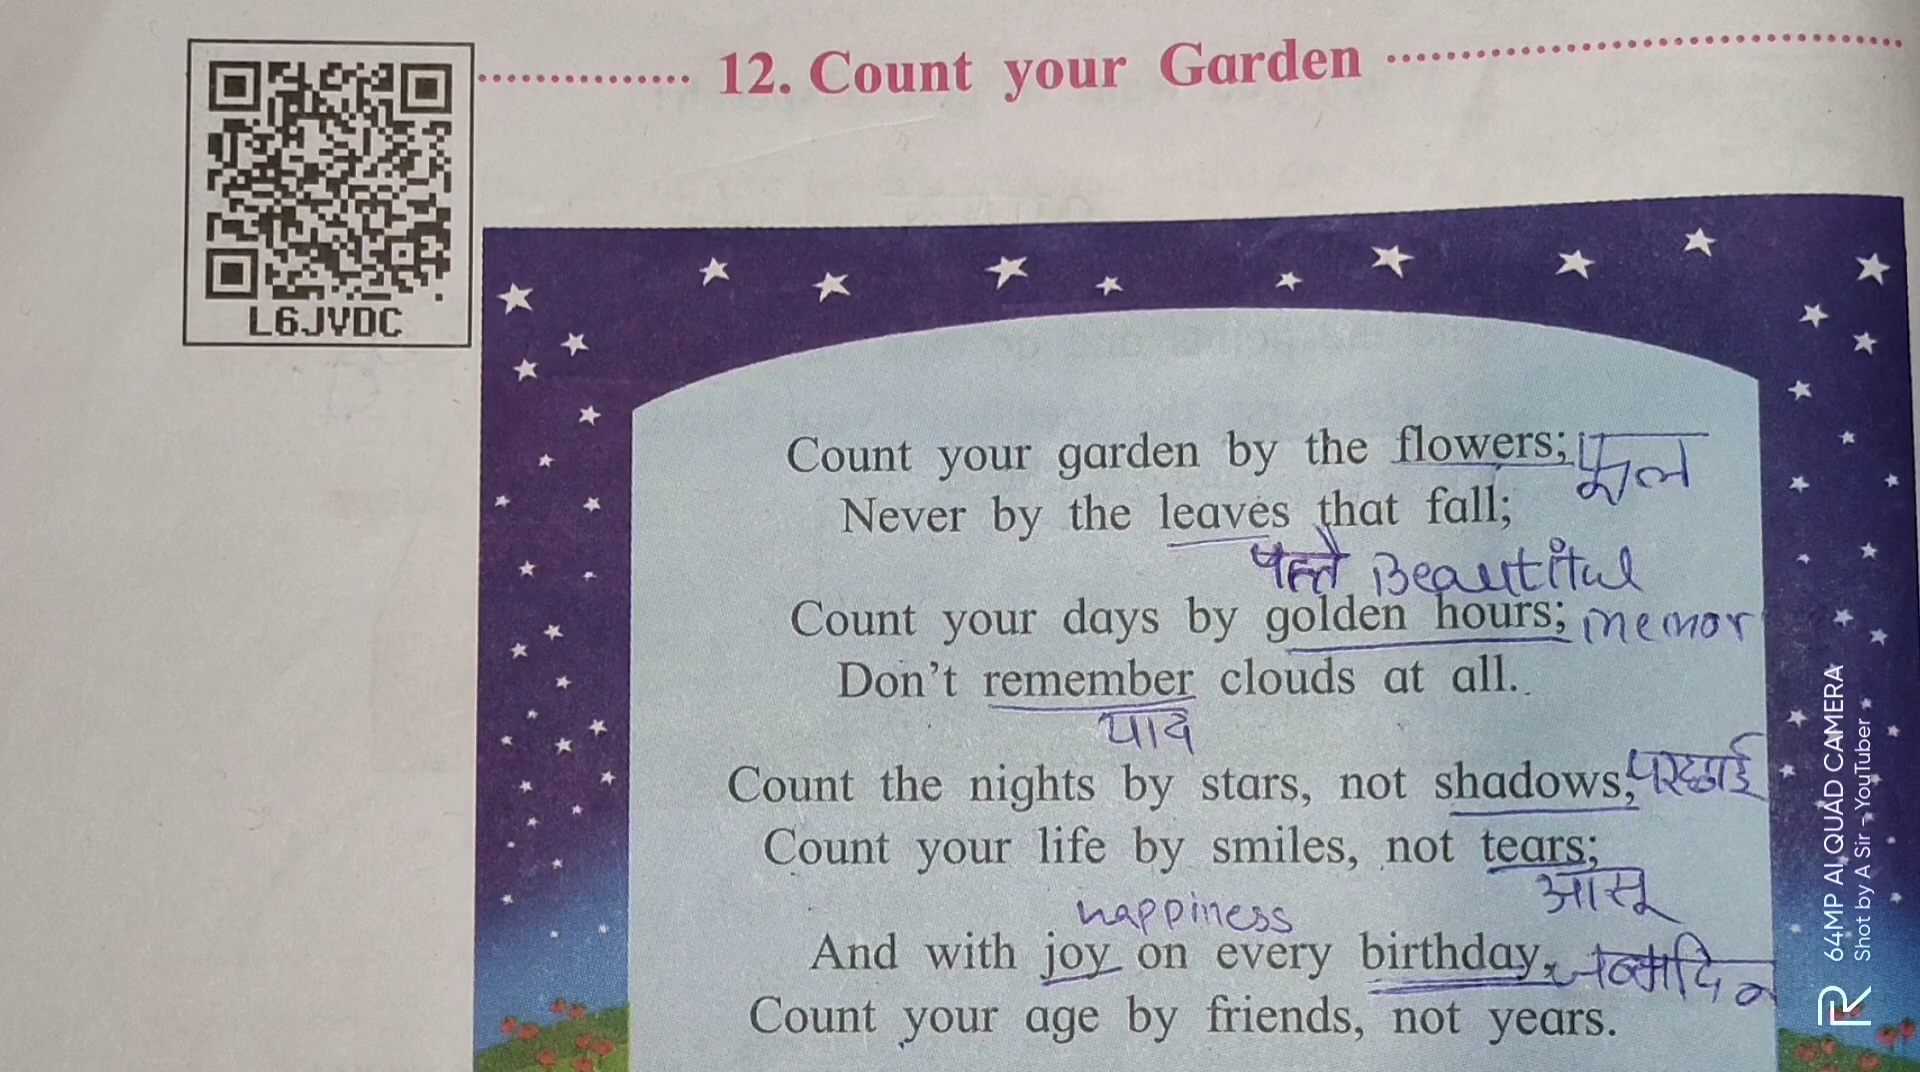 12. Count your Garden
L6JVDC
Count your garden by the flowers; फूल
Never by the leaves that fall;
पत्ते Beautiful
Count your days by golden hours; memor
Don't remember clouds at all.
याद
Count the nights by stars, not shadows, परछाई
Count your life by smiles, not tears;
आसू
happiness
And with joy on every birthday, जन्मदिन
Count your age by friends, not years.
64MP AI QUAD CAMERA
Shot by A Sir - YouTuber